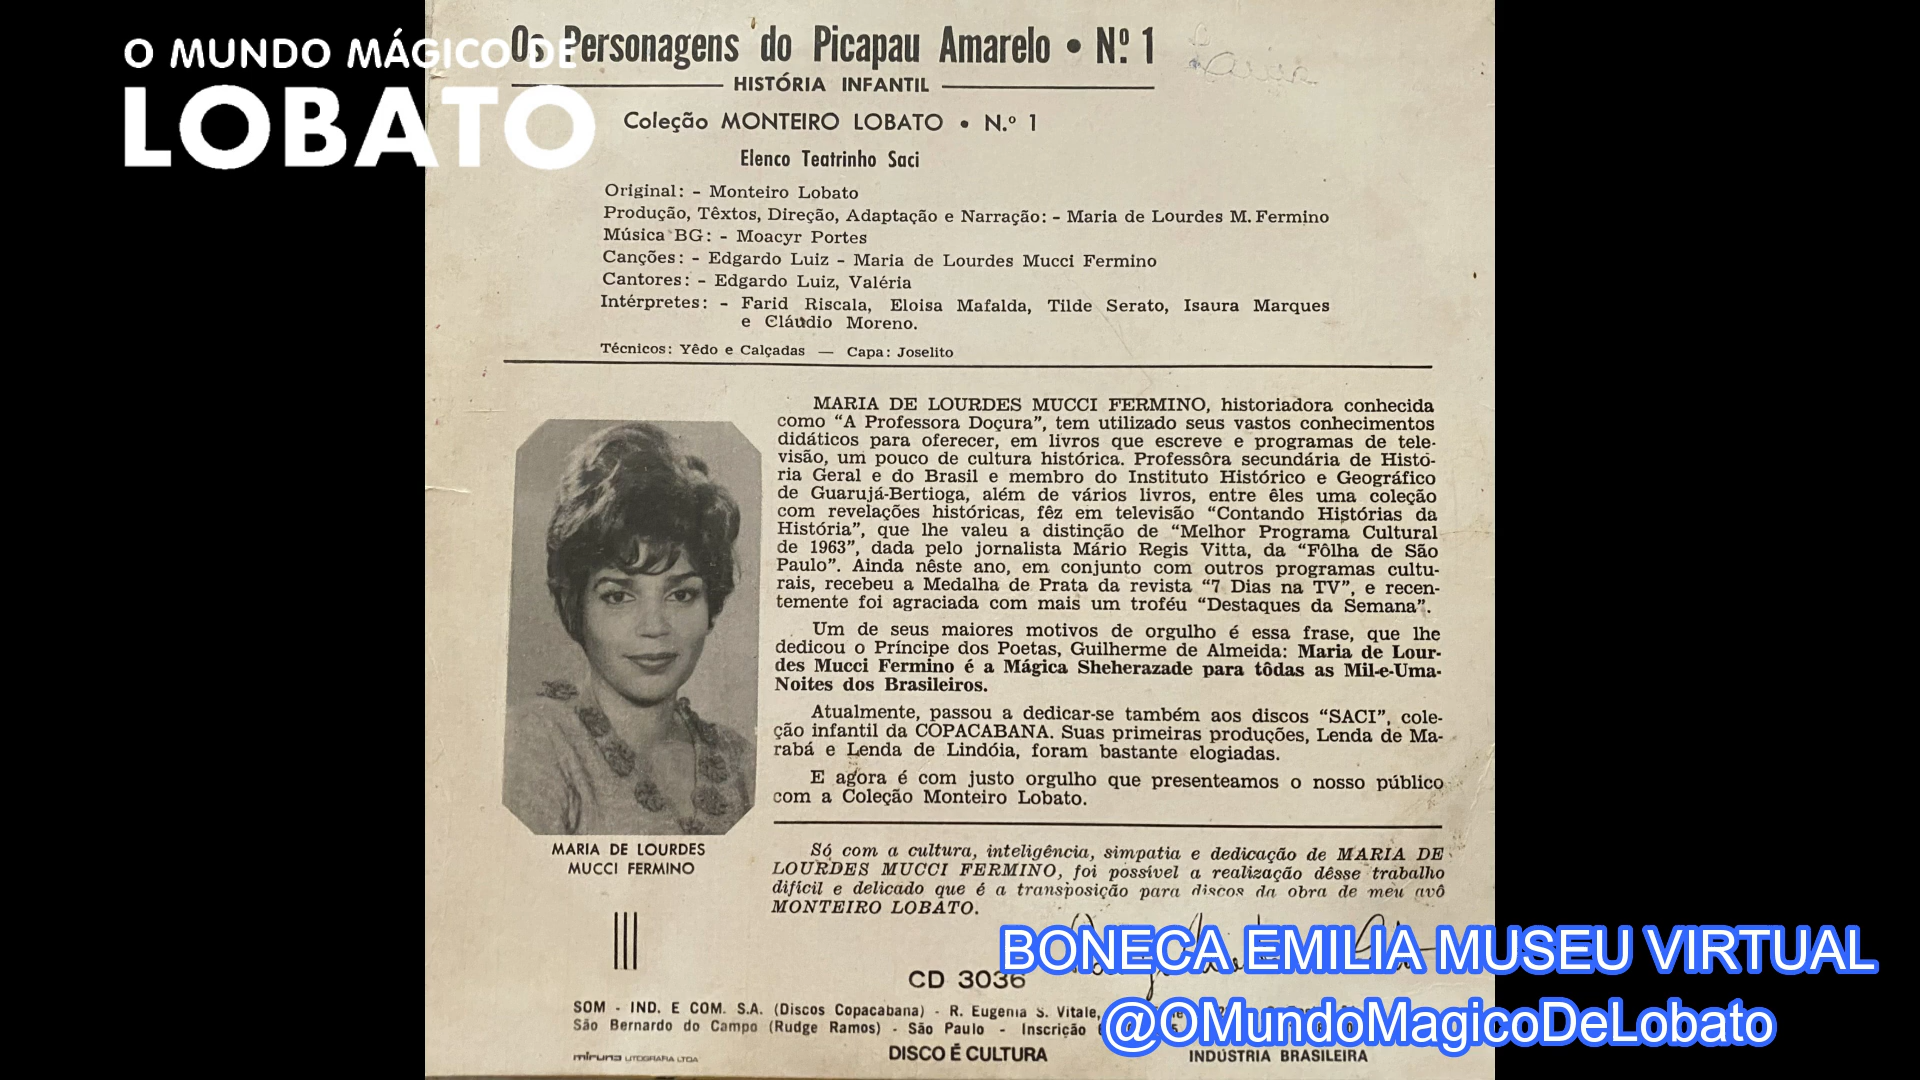 O MUNDO MÁGICO DE
LOBATO
Os Personagens do Picapau Amarelo • Nº 1
HISTÓRIA INFANTIL
Coleção MONTEIRO LOBATO • N.º 1
Elenco Teatrinho Saci
Original: - Monteiro Lobato
Produção, Têxtos, Direção, Adaptação e Narração: - Maria de Lourdes M. Fermino
Música BG: - Moacyr Portes
Canções: - Edgardo Luiz - Maria de Lourdes Mucci Fermino
Cantores: - Edgardo Luiz, Valéria
Intérpretes: - Farid Riscala, Eloisa Mafalda, Tilde Serato, Isaura Marques
e Cláudio Moreno.
Técnicos: Yêdo e Calçadas — Capa: Joselito
MARIA DE LOURDES MUCCI FERMINO, historiadora conhecida
como “A Professora Doçura”, tem utilizado seus vastos conhecimentos
didáticos para oferecer, em livros que escreve e programas de tele-
visão, um pouco de cultura histórica. Professôra secundária de Histó-
ria Geral e do Brasil e membro do Instituto Histórico e Geográfico
de Guarujá-Bertioga, além de vários livros, entre êles uma coleção
com revelações históricas, fêz em televisão “Contando Histórias da
História”, que lhe valeu a distinção de “Melhor Programa Cultural
de 1963”, dada pelo jornalista Mário Regis Vitta, da “Fôlha de São
Paulo”. Ainda nêste ano, em conjunto com outros programas cultu-
rais, recebeu a Medalha de Prata da revista “7 Dias na TV”, e recen-
temente foi agraciada com mais um troféu “Destaques da Semana”.
Um de seus maiores motivos de orgulho é essa frase, que lhe
dedicou o Príncipe dos Poetas, Guilherme de Almeida: Maria de Lour-
des Mucci Fermino é a Mágica Sheherazade para tôdas as Mil-e-Uma-
Noites dos Brasileiros.
Atualmente, passou a dedicar-se também aos discos “SACI”, cole-
ção infantil da COPACABANA. Suas primeiras produções, Lenda de Ma-
rabá e Lenda de Lindóia, foram bastante elogiadas.
E agora é com justo orgulho que presenteamos o nosso público
com a Coleção Monteiro Lobato.
MARIA DE LOURDES
MUCCI FERMINO
Só com a cultura, inteligência, simpatia e dedicação de MARIA DE
LOURDES MUCCI FERMINO, foi possível a realização dêsse trabalho
difícil e delicado que é a transposição para discos da obra de meu avô
MONTEIRO LOBATO.
BONECA EMILIA MUSEU VIRTUAL
CD 3036
SOM - IND. E COM. S.A. (Discos Copacabana) - R. Eugenia S. Vitale,
@OMundoMagicoDeLobato
São Bernardo do Campo (Rudge Ramos) - São Paulo - Inscrição
miruna LITOGRAFIA LTDA
DISCO É CULTURA
INDÚSTRIA BRASILEIRA